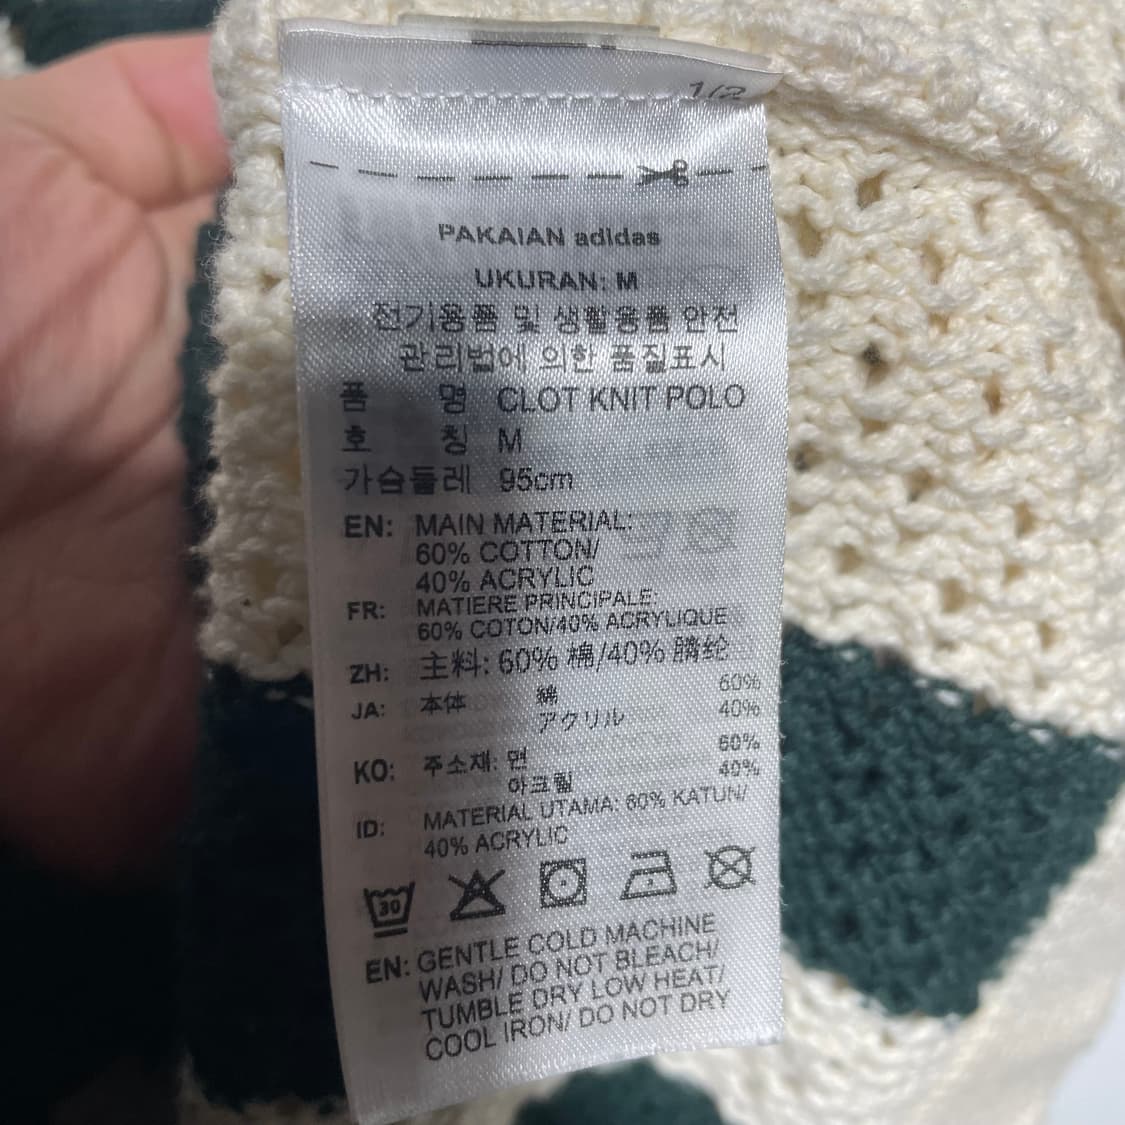 1/2
PAKAIAN adidas
UKURAN: M
전기용품 및 생활용품 안전
관리법에 의한 품질표시
품 명 CLOT KNIT POLO
호 칭 M
가슴둘레 95cm
EN: MAIN MATERIAL:
60% COTTON/
40% ACRYLIC
FR: MATIERE PRINCIPALE:
60% COTON/40% ACRYLIQUE
ZH: 主料: 60% 棉/40% 腈纶
JA: 本体 綿 60%
アクリル 40%
KO: 주소재: 면 60%
아크릴 40%
ID: MATERIAL UTAMA: 60% KATUN/
40% ACRYLIC
30
EN: GENTLE COLD MACHINE
WASH/ DO NOT BLEACH/
TUMBLE DRY LOW HEAT/
COOL IRON/ DO NOT DRY